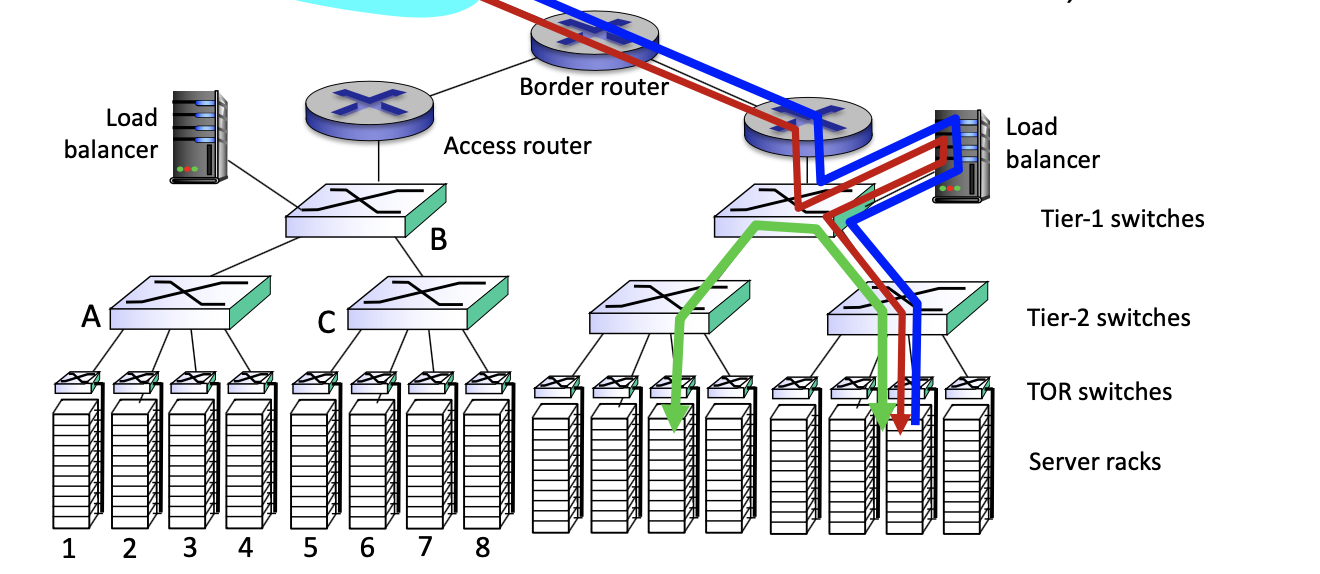 Border router
Load
balancer
Access router
Load
balancer
Tier-1 switches
B
A
C
Tier-2 switches
TOR switches
Server racks
1 2 3 4 5 6 7 8